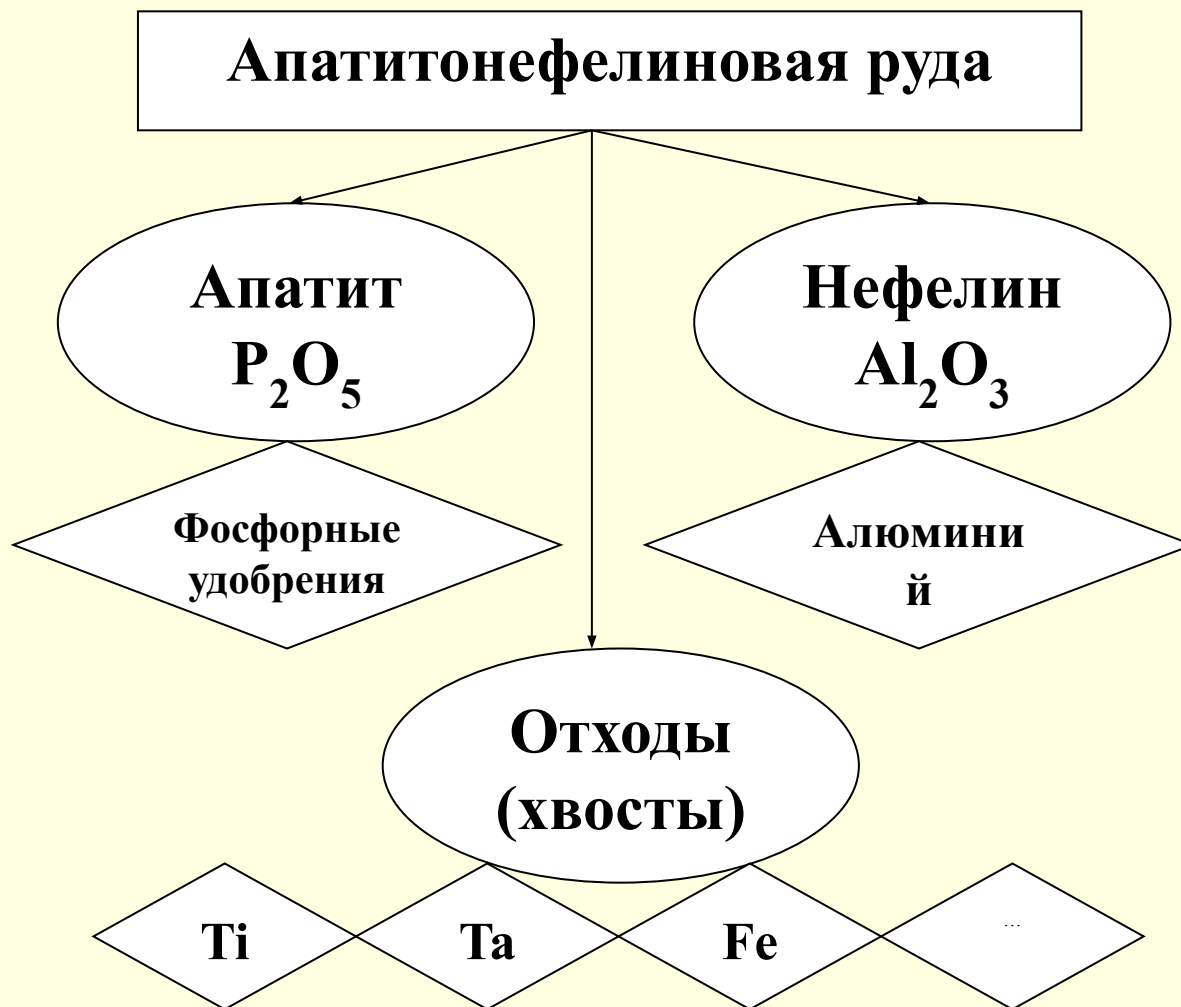 Апатитонефелиновая руда
Апатит
P₂O₅
Нефелин
Al₂O₃
Фосфорные
удобрения
Алюмини
й
Отходы
(хвосты)
Ti
Ta
Fe
...